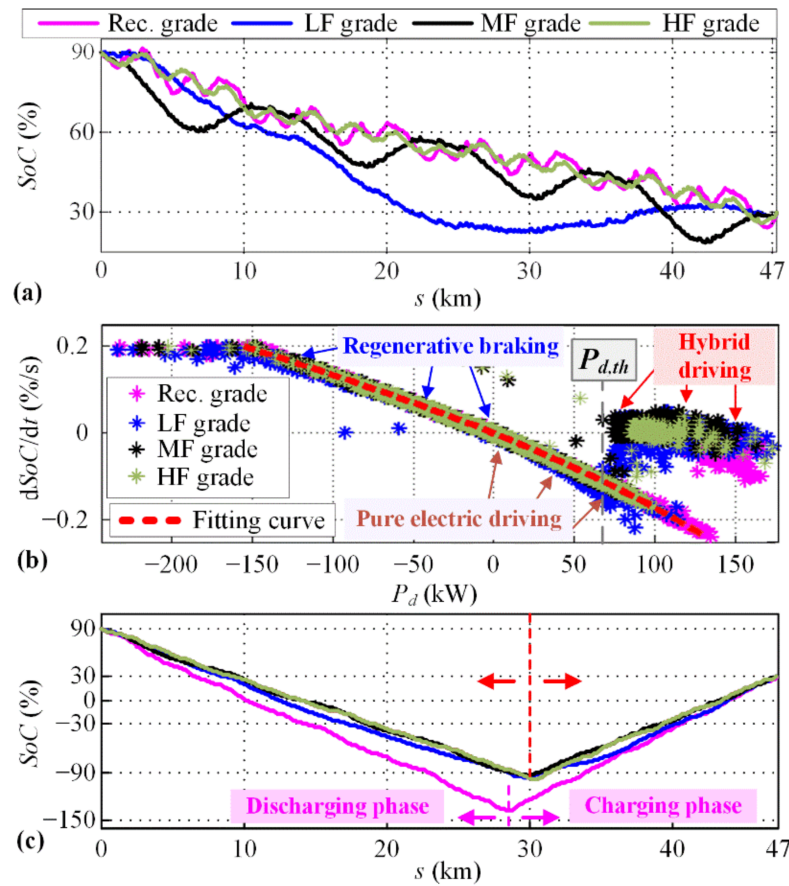 Rec. grade LF grade MF grade HF grade
90
60
30
SoC (%)
0 10 20 30 40 47
s (km)
(a)
0.2
0
−0.2
dSoC/dt (%/s)
Regenerative braking
P_d.th
Hybrid
driving
Rec. grade
LF grade
MF grade
HF grade
Fitting curve
Pure electric driving
−200 −150 −100 −50 0 50 100 150
P_d (kW)
(b)
90
30
0
−30
−90
−150
SoC (%)
Discharging phase
Charging phase
0 10 20 30 40 47
s (km)
(c)